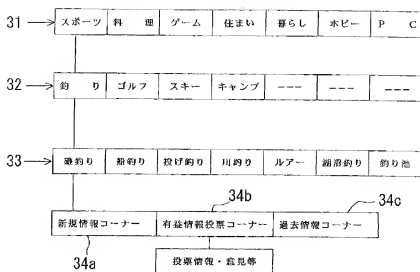 31 スポーツ 料理 ゲーム 住まい 暮らし ホビー PC
32 釣り ゴルフ スキー キャンプ --- --- ---
33 磯釣り 船釣り 投げ釣り 川釣り ルアー 湖沼釣り 釣り池
34b 34c
新規情報コーナー 有益情報投票コーナー 過去情報コーナー
34a
投票情報・意見等